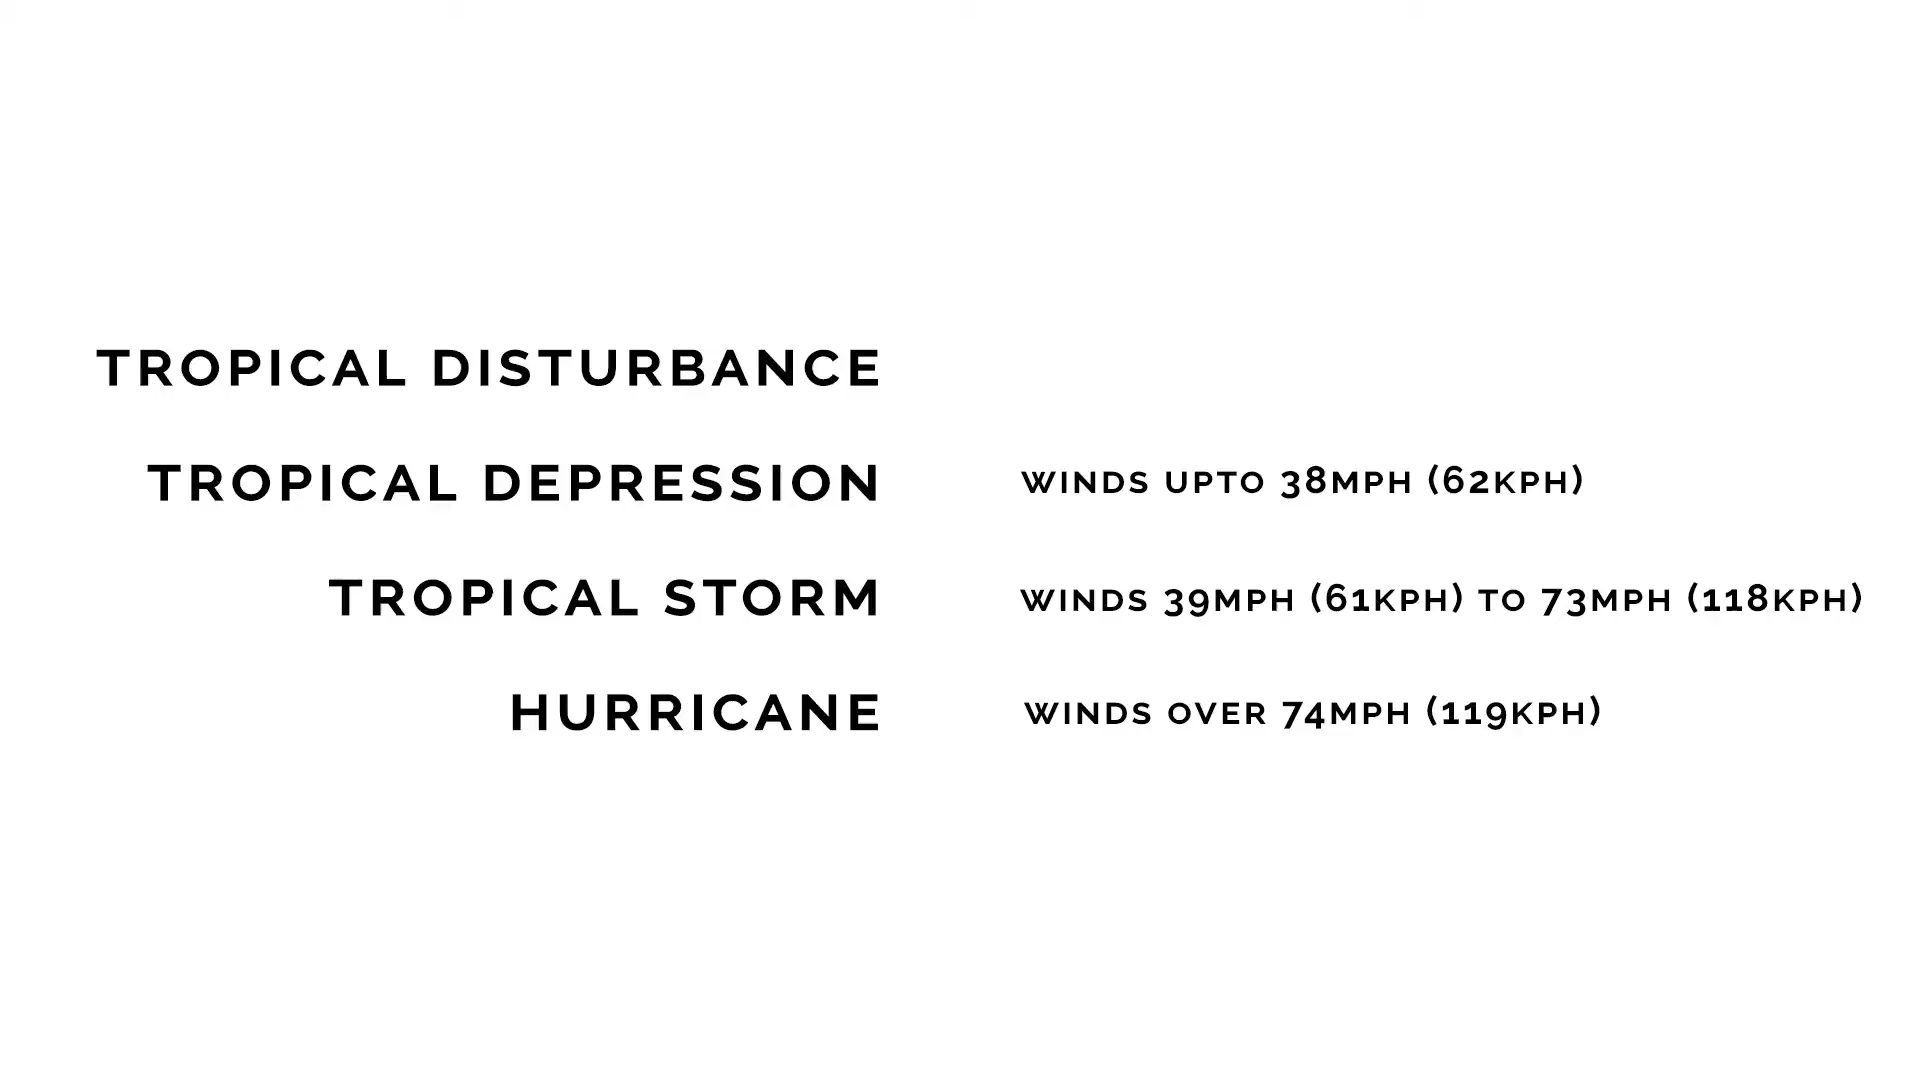 TROPICAL DISTURBANCE
TROPICAL DEPRESSION WINDS UPTO 38MPH (62KPH)
TROPICAL STORM WINDS 39MPH (61KPH) TO 73MPH (118KPH)
HURRICANE WINDS OVER 74MPH (119KPH)